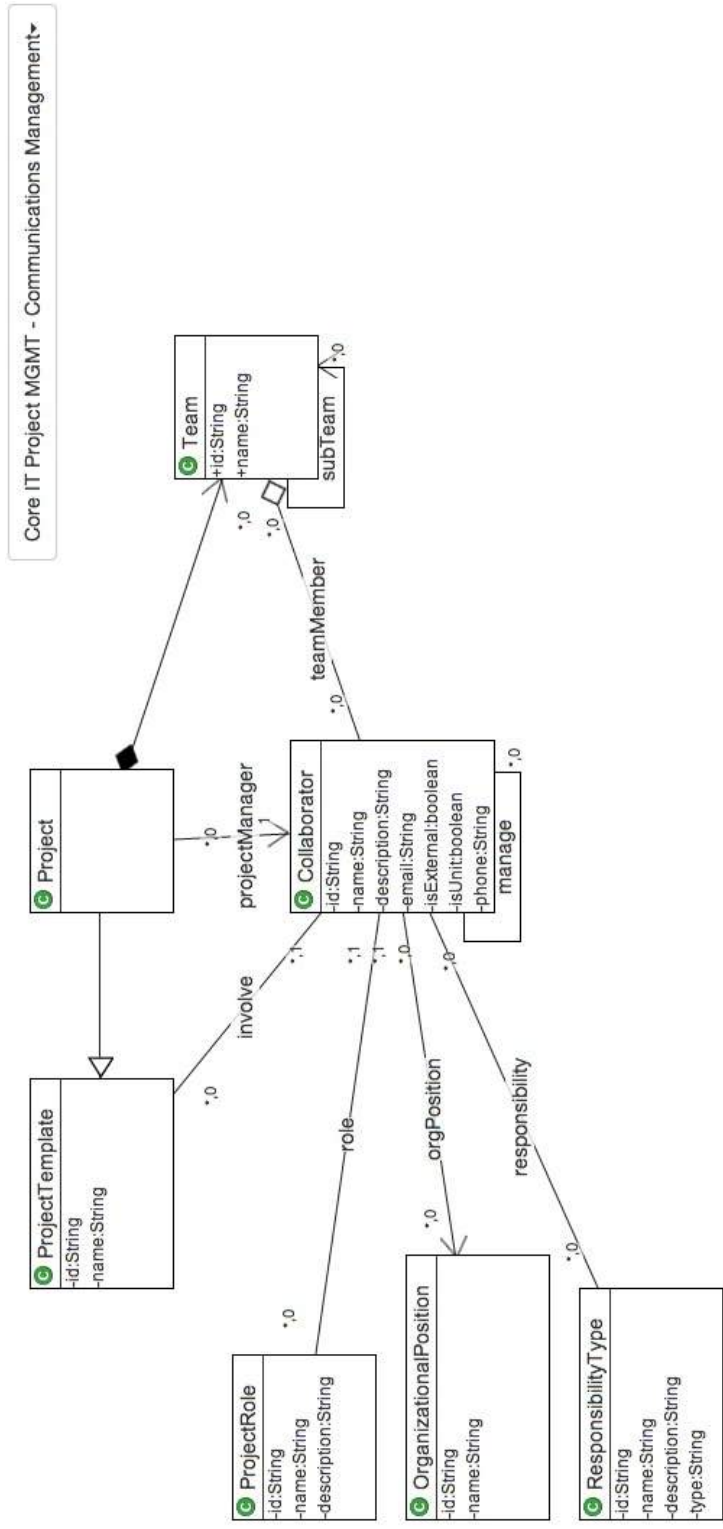 Core IT Project MGMT - Communications Management
C ProjectTemplate
-id:String
-name:String
C Project
C Team
+id:String
+name:String
*,0
*,0
subTeam
*,0
teamMember
*,0
*,0
projectManager
1
involve
*,0
*,1
C Collaborator
-id:String
-name:String
-description:String
-email:String
-isExternal:boolean
-isUnit:boolean
-phone:String
manage
*,0
C ProjectRole
-id:String
-name:String
-description:String
*,0
role
*,1
C OrganizationalPosition
-id:String
-name:String
*,0
orgPosition
*,1
*,0
C ResponsibilityType
-id:String
-name:String
-description:String
-type:String
*,0
responsibility
*,0